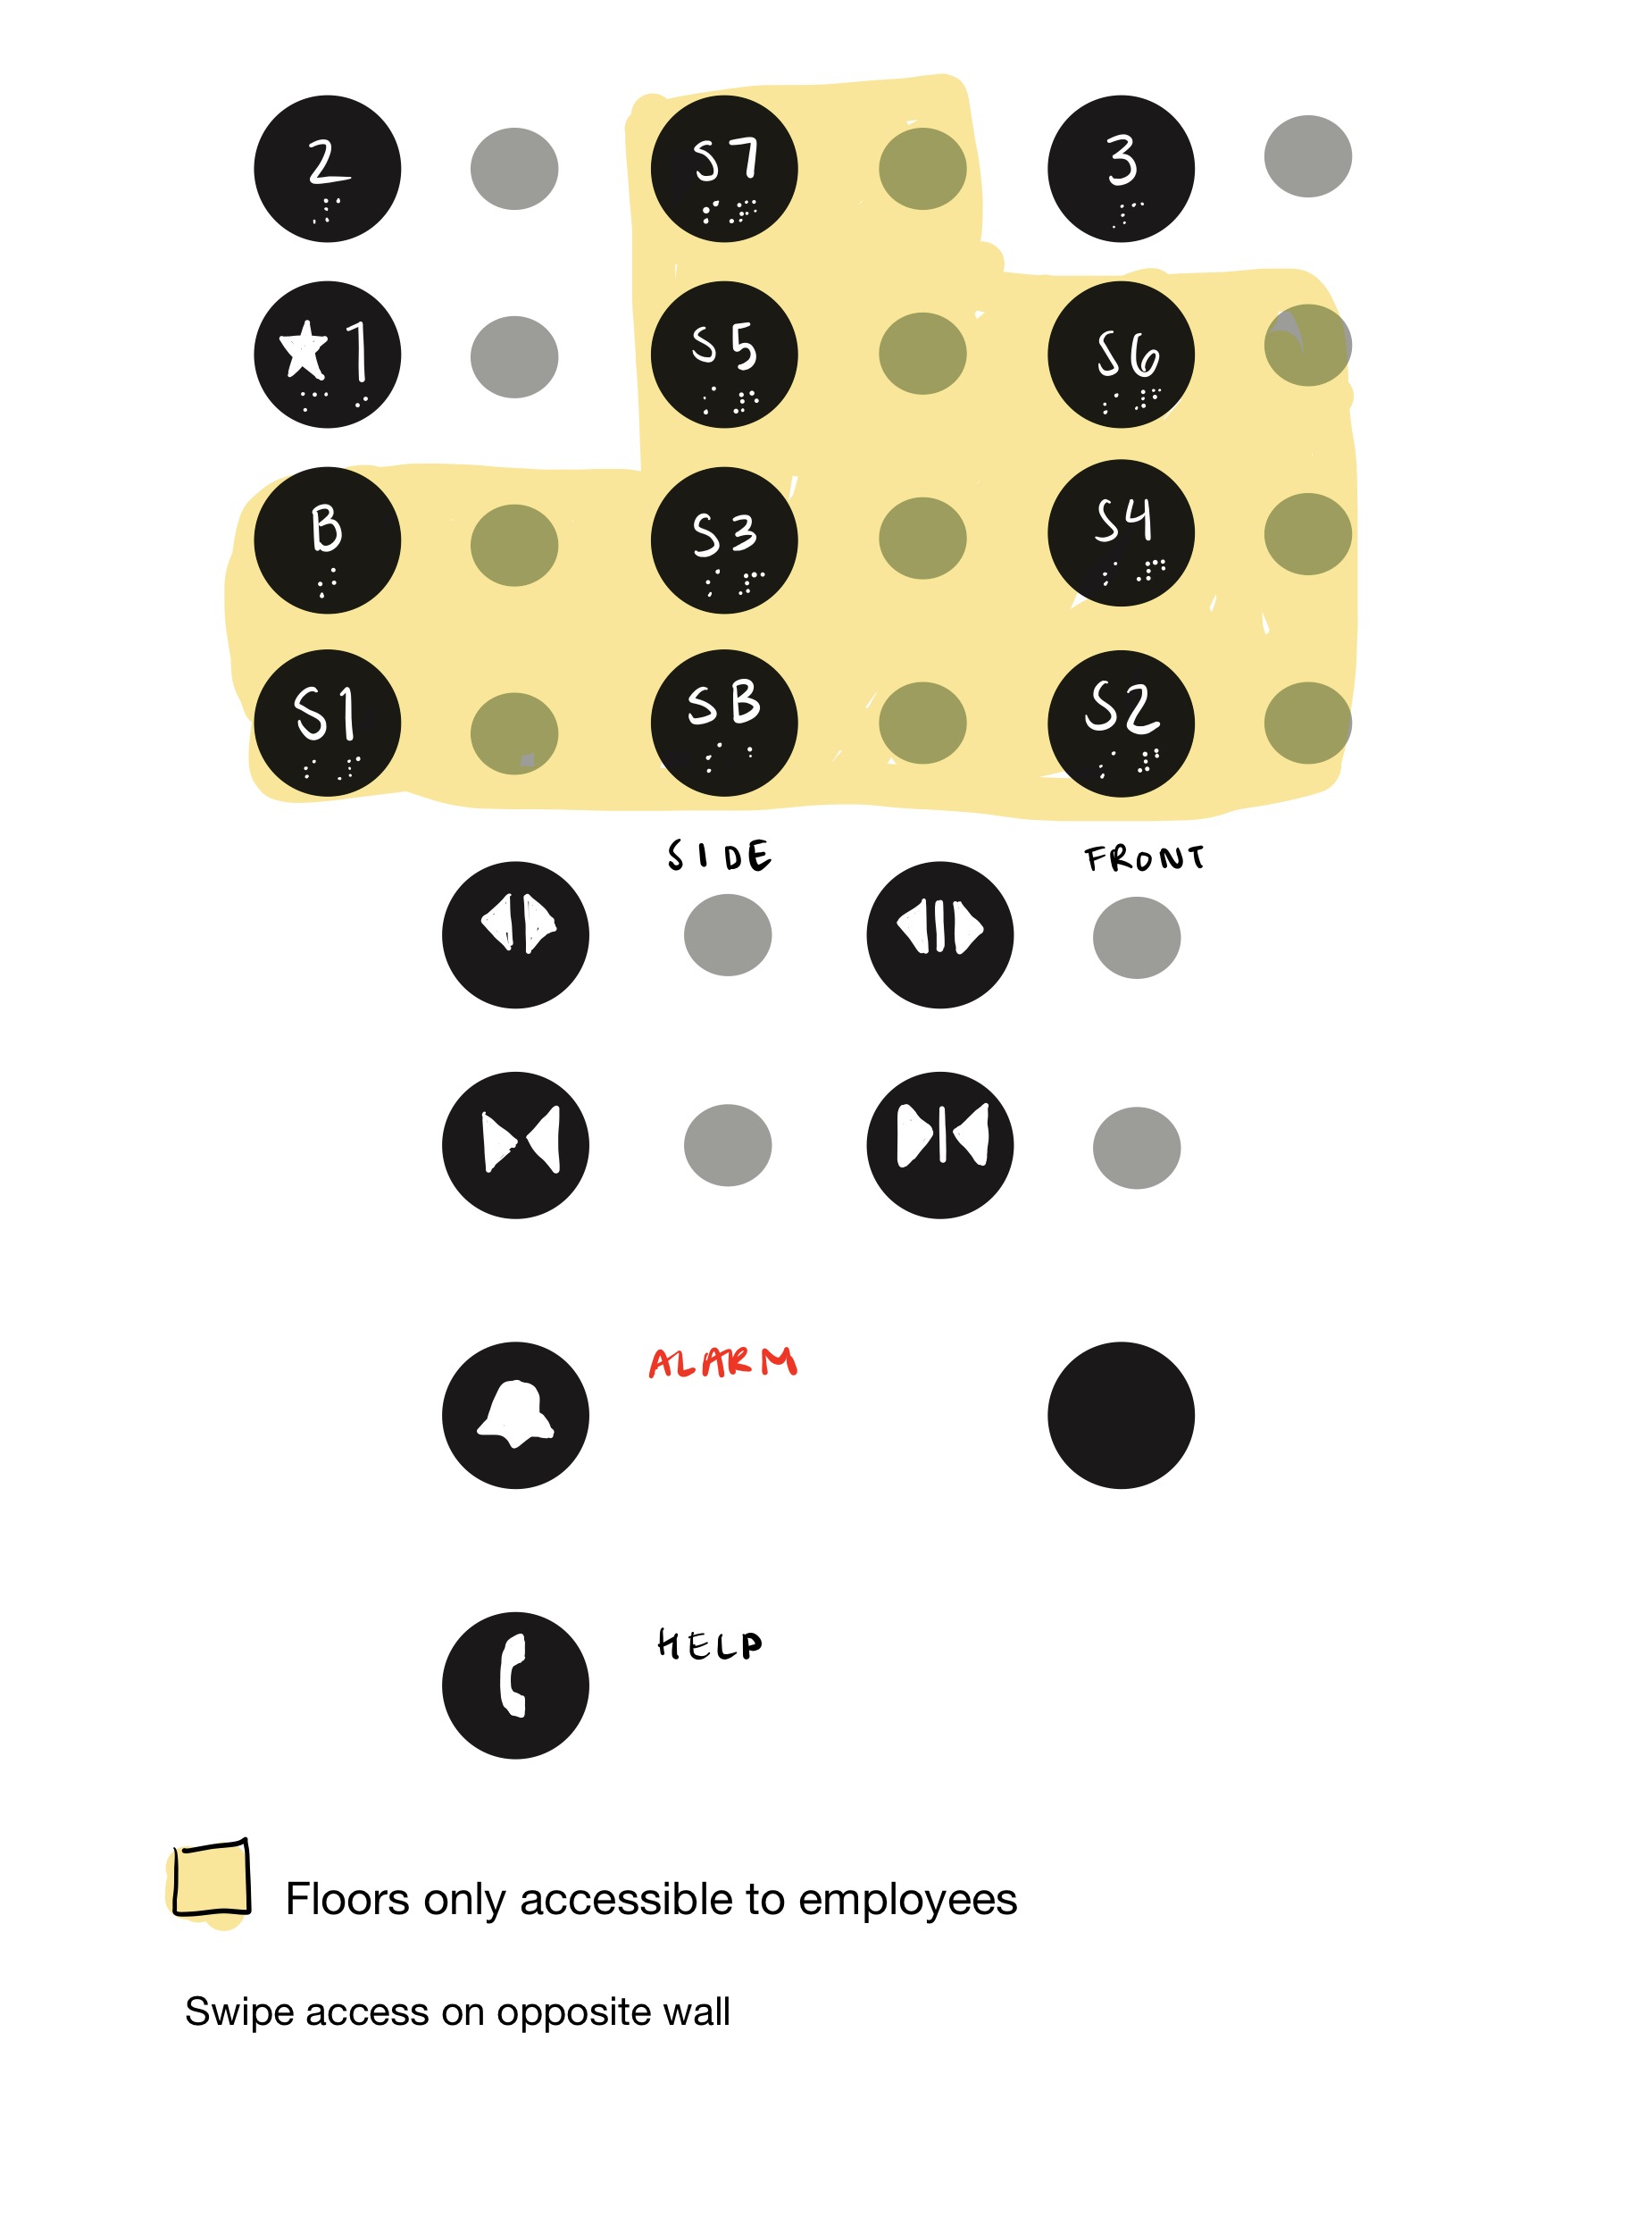 2 S7 3
★1 S5 S6
B S3 S4
S1 SB S2
SIDE FRONT
ALARM
HELP
Floors only accessible to employees
Swipe access on opposite wall